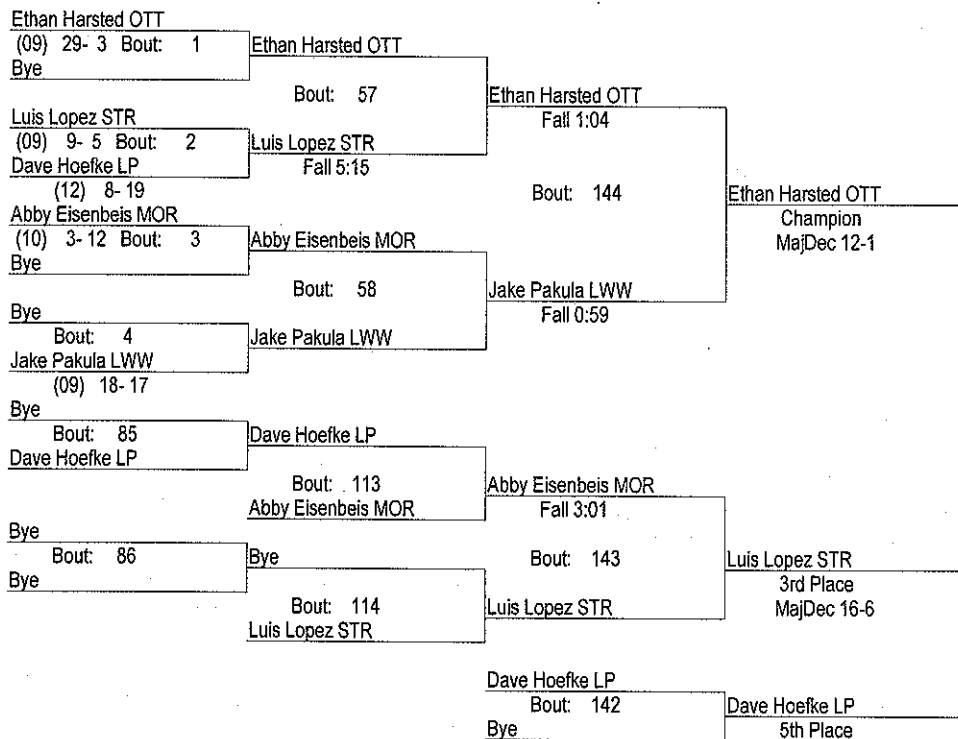 Ethan Harsted OTT
(09) 29- 3 Bout: 1
Bye
Ethan Harsted OTT
Bout: 57
Luis Lopez STR
(09) 9- 5 Bout: 2
Dave Hoefke LP
(12) 8- 19
Luis Lopez STR
Fall 5:15
Ethan Harsted OTT
Fall 1:04
Abby Eisenbeis MOR
(10) 3- 12 Bout: 3
Bye
Abby Eisenbeis MOR
Bout: 58
Bye
Bout: 4
Jake Pakula LWW
(09) 18- 17
Jake Pakula LWW
Jake Pakula LWW
Fall 0:59
Bout: 144
Ethan Harsted OTT
Champion
MajDec 12-1
Bye
Bout: 85
Dave Hoefke LP
Dave Hoefke LP
Bout: 113
Abby Eisenbeis MOR
Abby Eisenbeis MOR
Fall 3:01
Bye
Bout: 86
Bye
Bye
Bout: 114
Luis Lopez STR
Luis Lopez STR
Bout: 143
Luis Lopez STR
3rd Place
MajDec 16-6
Dave Hoefke LP
Bout: 142
Bye
Dave Hoefke LP
5th Place